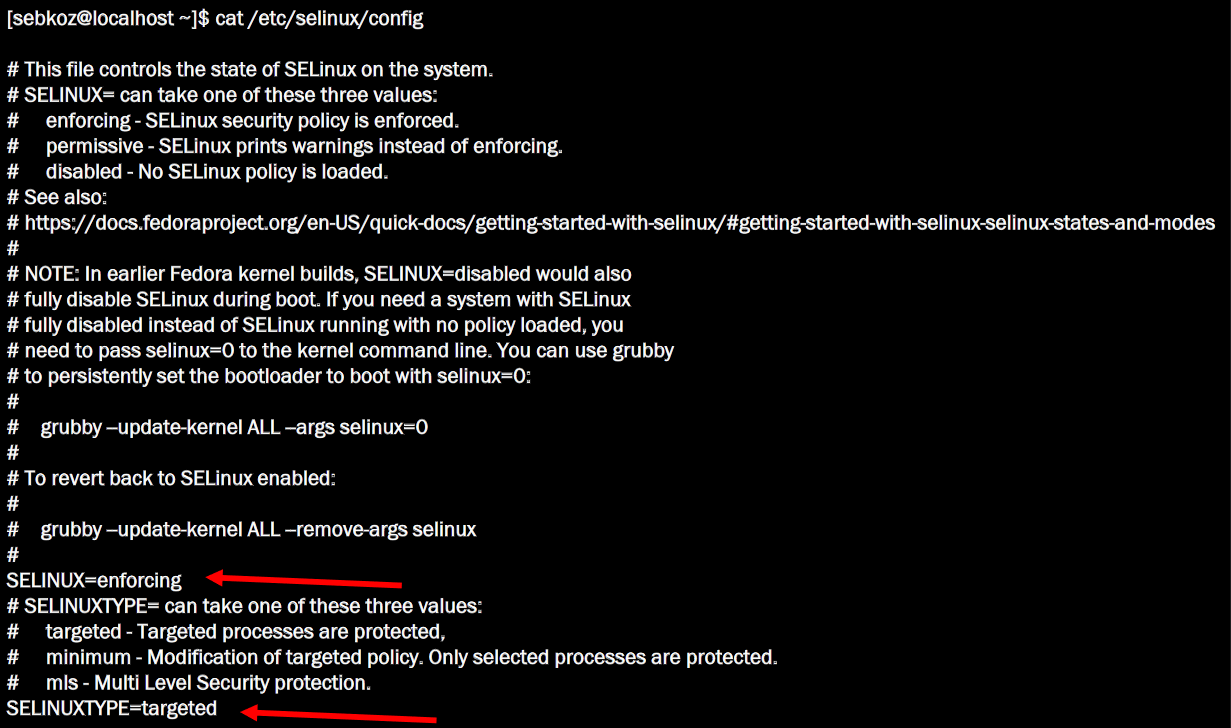 [sebkoz@localhost ~]$ cat /etc/selinux/config
# This file controls the state of SELinux on the system.
# SELINUX= can take one of these three values:
#     enforcing - SELinux security policy is enforced.
#     permissive - SELinux prints warnings instead of enforcing.
#     disabled - No SELinux policy is loaded.
# See also:
# https://docs.fedoraproject.org/en-US/quick-docs/getting-started-with-selinux/#getting-started-with-selinux-selinux-states-and-modes
#
# NOTE: In earlier Fedora kernel builds, SELINUX=disabled would also
# fully disable SELinux during boot. If you need a system with SELinux
# fully disabled instead of SELinux running with no policy loaded, you
# need to pass selinux=0 to the kernel command line. You can use grubby
# to persistently set the bootloader to boot with selinux=0:
#
#    grubby –update-kernel ALL –args selinux=0
#
# To revert back to SELinux enabled:
#
#    grubby –update-kernel ALL –remove-args selinux
#
SELINUX=enforcing
# SELINUXTYPE= can take one of these three values:
#     targeted - Targeted processes are protected,
#     minimum - Modification of targeted policy. Only selected processes are protected.
#     mls - Multi Level Security protection.
SELINUXTYPE=targeted